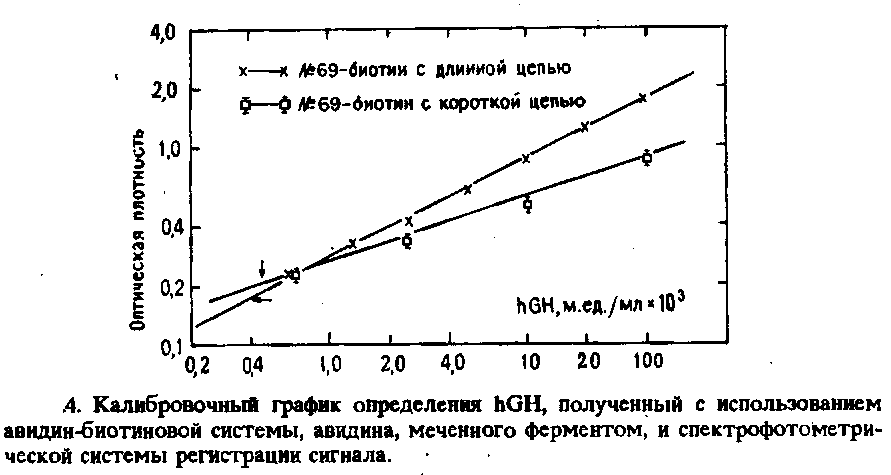 4,0
2,0
1,0
0,4
0,2
0,1
Оптическая плотность
№69-биотин с длинной цепью
№69-биотин с короткой цепью
hGH, м.ед./мл×10³
0,2 0,4 1,0 2,0 4,0 10 20 100
4. Калибровочный график определения hGH, полученный с использованием
авидин-биотиновой системы, авидина, меченного ферментом, и спектрофотометри-
ческой системы регистрации сигнала.